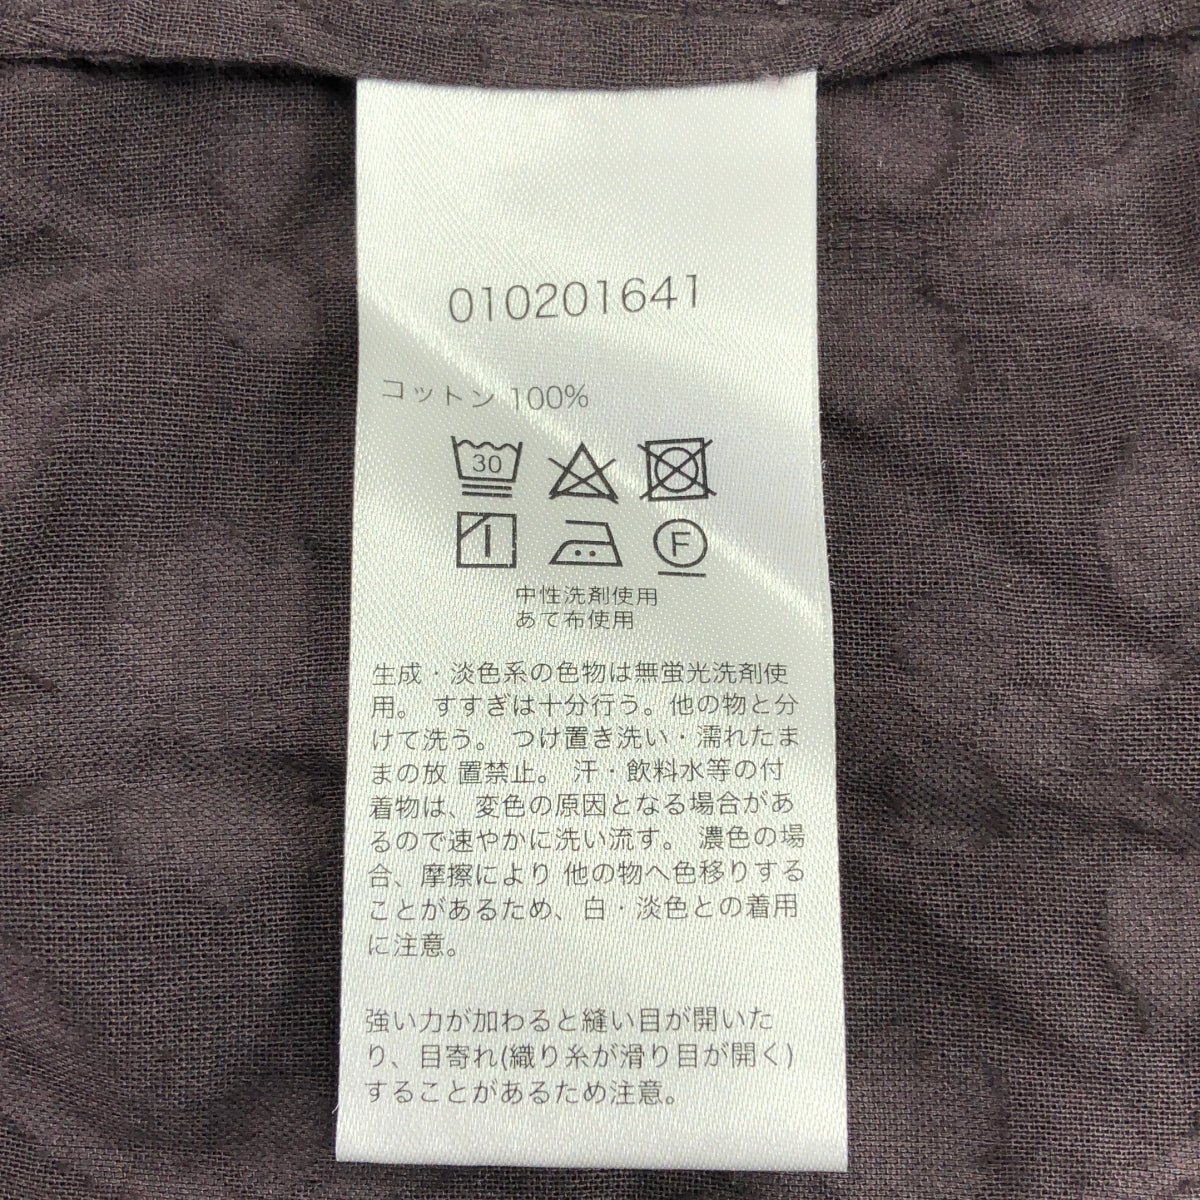 010201641
コットン 100%
30
F
中性洗剤使用
あて布使用
生成・淡色系の色物は無蛍光洗剤使
用。 すすぎは十分行う。他の物と分
けて洗う。 つけ置き洗い・濡れたま
まの放 置禁止。 汗・飲料水等の付
着物は、変色の原因となる場合があ
るので速やかに洗い流す。 濃色の場
合、摩擦により 他の物へ色移りする
ことがあるため、白・淡色との着用
に注意。
強い力が加わると縫い目が開いた
り、目寄れ(織り糸が滑り目が開く)
することがあるため注意。